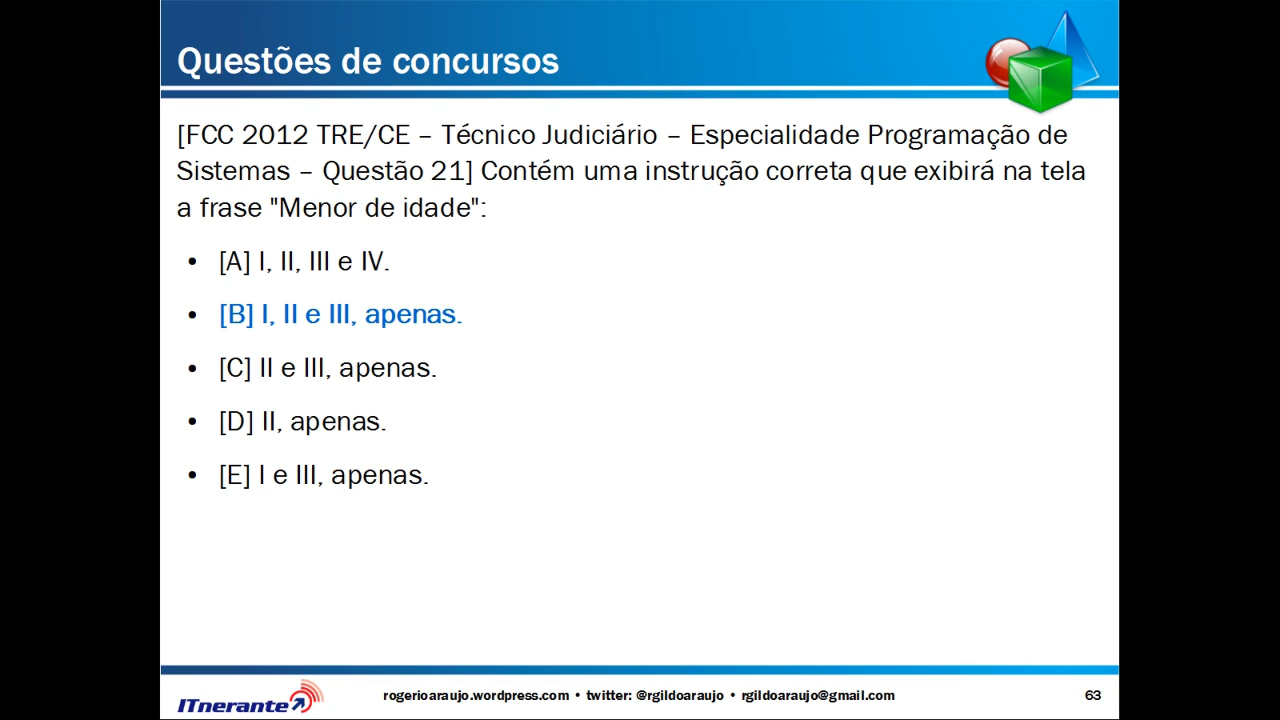 Questões de concursos
[FCC 2012 TRE/CE – Técnico Judiciário – Especialidade Programação de
Sistemas – Questão 21] Contém uma instrução correta que exibirá na tela
a frase "Menor de idade":
• [A] I, II, III e IV.
• [B] I, II e III, apenas.
• [C] II e III, apenas.
• [D] II, apenas.
• [E] I e III, apenas.
ITnerante
rogerioaraujo.wordpress.com • twitter: @rgildoaraujo • rgildoaraujo@gmail.com
63